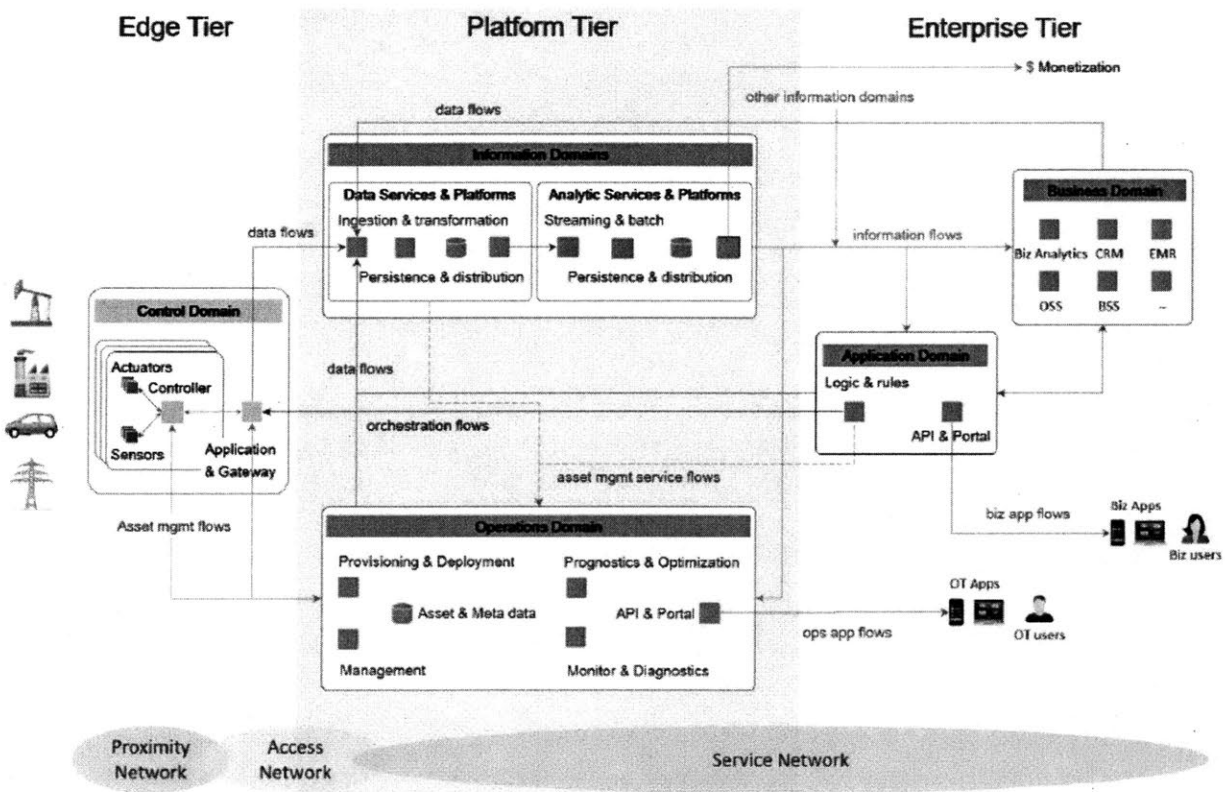 Edge Tier
Platform Tier
Enterprise Tier
$ Monetization
other information domains
data flows
Information Domains
Data Services & Platforms
Analytic Services & Platforms
Ingestion & transformation
Streaming & batch
Persistence & distribution
Persistence & distribution
data flows
information flows
Business Domain
Biz Analytics
CRM
EMR
OSS
BSS
~
Control Domain
Actuators
Controller
Sensors
Application
& Gateway
data flows
orchestration flows
Application Domain
Logic & rules
API & Portal
asset mgmt service flows
Asset mgmt flows
Operations Domain
Provisioning & Deployment
Prognostics & Optimization
Asset & Meta data
API & Portal
Management
Monitor & Diagnostics
biz app flows
Biz Apps
Biz users
OT Apps
ops app flows
OT users
Proximity
Network
Access
Network
Service Network